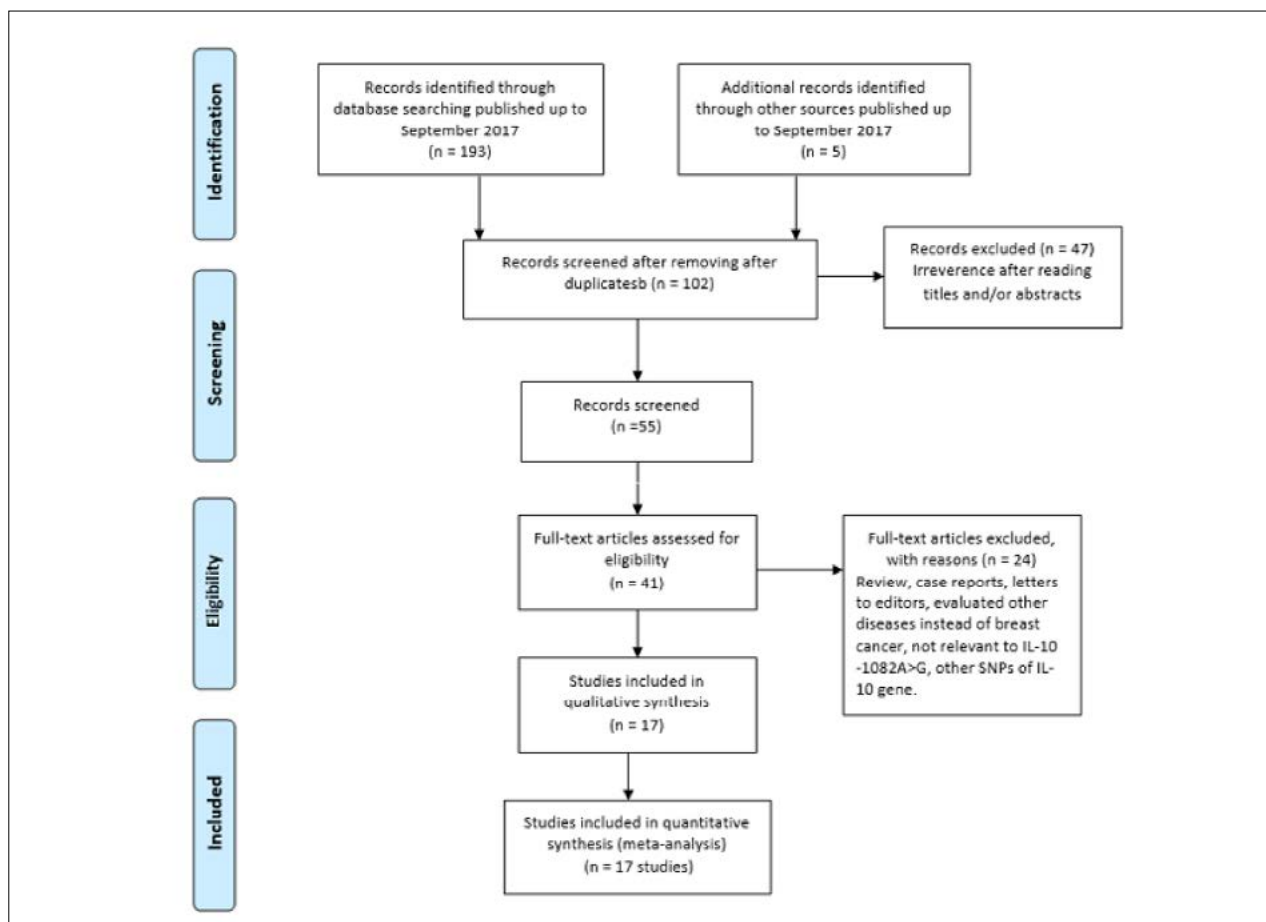 Identification
Records identified through
database searching published up to
September 2017
(n = 193)
Additional records identified
through other sources published up
to September 2017
(n = 5)
Records screened after removing after
duplicatesb (n = 102)
Records excluded (n = 47)
Irreverence after reading
titles and/or abstracts
Screening
Records screened
(n =55)
Eligibility
Full-text articles assessed for
eligibility
(n = 41)
Full-text articles excluded,
with reasons (n = 24)
Review, case reports, letters
to editors, evaluated other
diseases instead of breast
cancer, not relevant to IL-10
-1082A>G, other SNPs of IL-
10 gene.
Studies included in
qualitative synthesis
(n = 17)
Included
Studies included in quantitative
synthesis (meta-analysis)
(n = 17 studies)